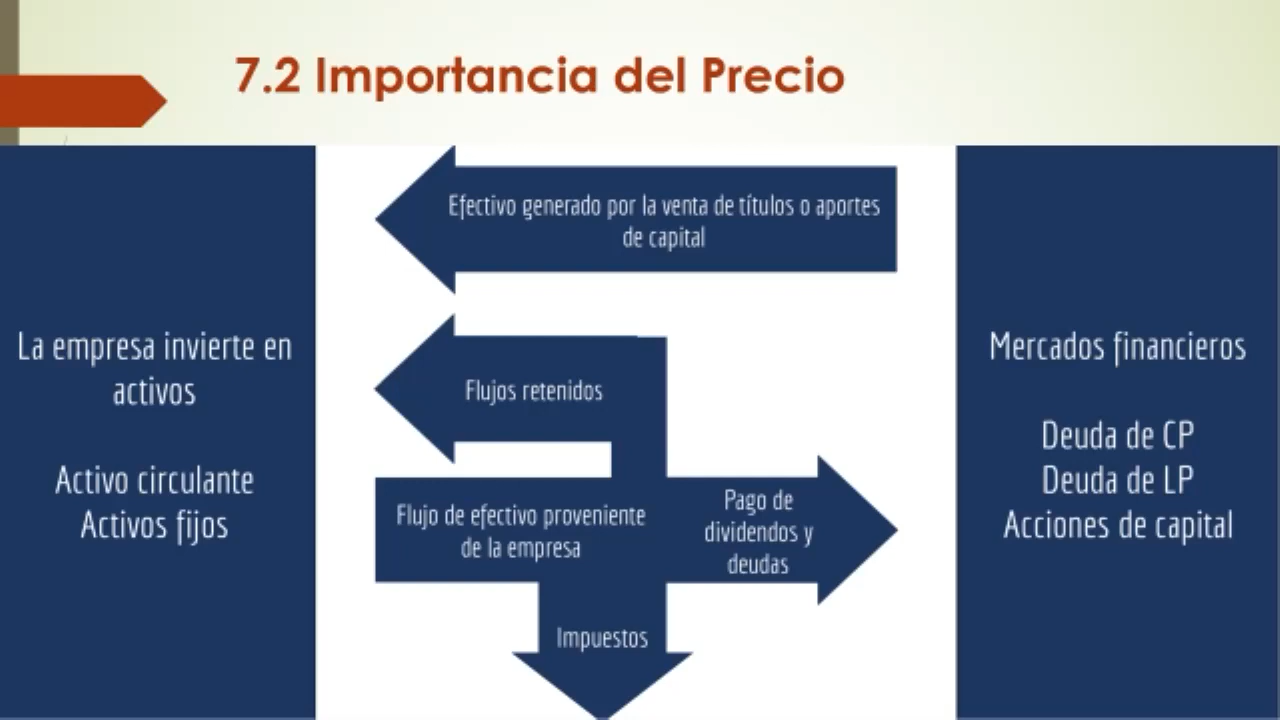 7.2 Importancia del Precio
La empresa invierte en
activos
Activo circulante
Activos fijos
Efectivo generado por la venta de títulos o aportes
de capital
Flujos retenidos
Flujo de efectivo proveniente
de la empresa
Pago de
dividendos y
deudas
Impuestos
Mercados financieros
Deuda de CP
Deuda de LP
Acciones de capital